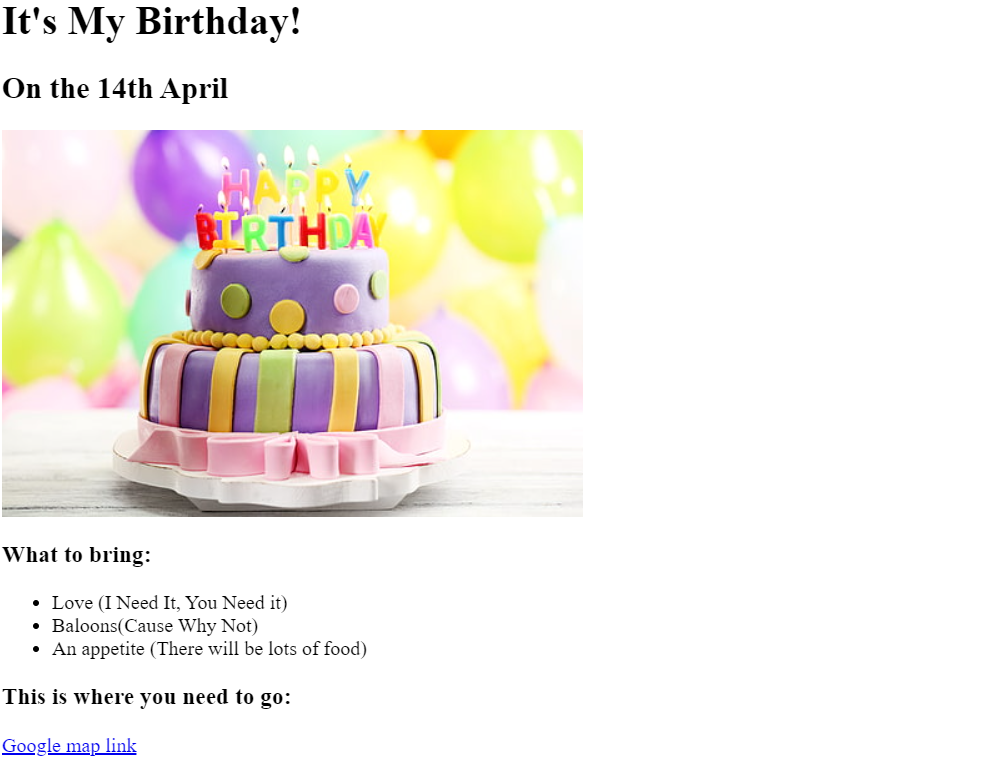 It's My Birthday!
On the 14th April
HAPPY
BIRTHDAY
What to bring:
Love (I Need It, You Need it)
Baloons(Cause Why Not)
An appetite (There will be lots of food)
This is where you need to go:
Google map link